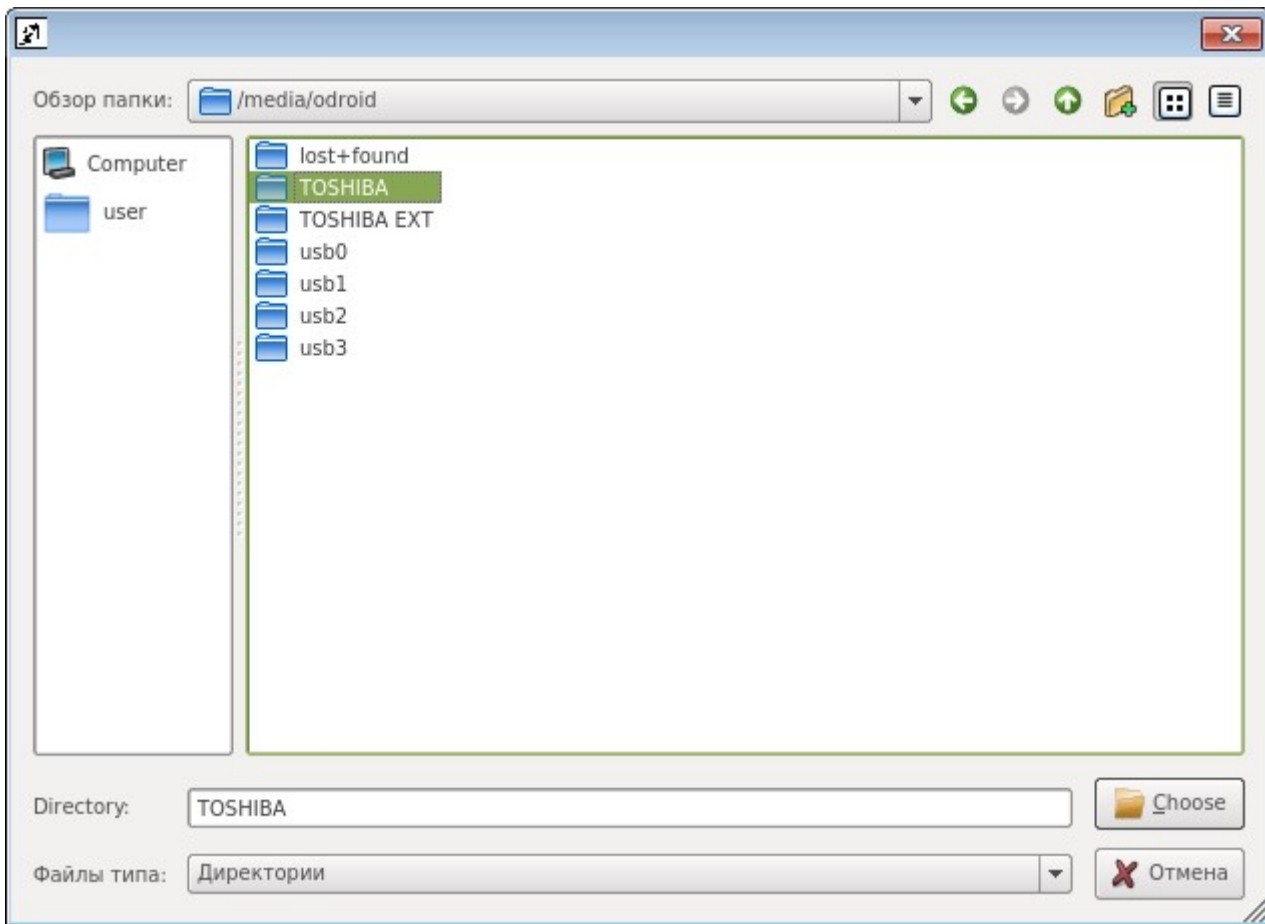 Обзор папки: /media/odroid
Computer
user
lost+found
TOSHIBA
TOSHIBA EXT
usb0
usb1
usb2
usb3
Directory: TOSHIBA Choose
Файлы типа: Директории Отмена